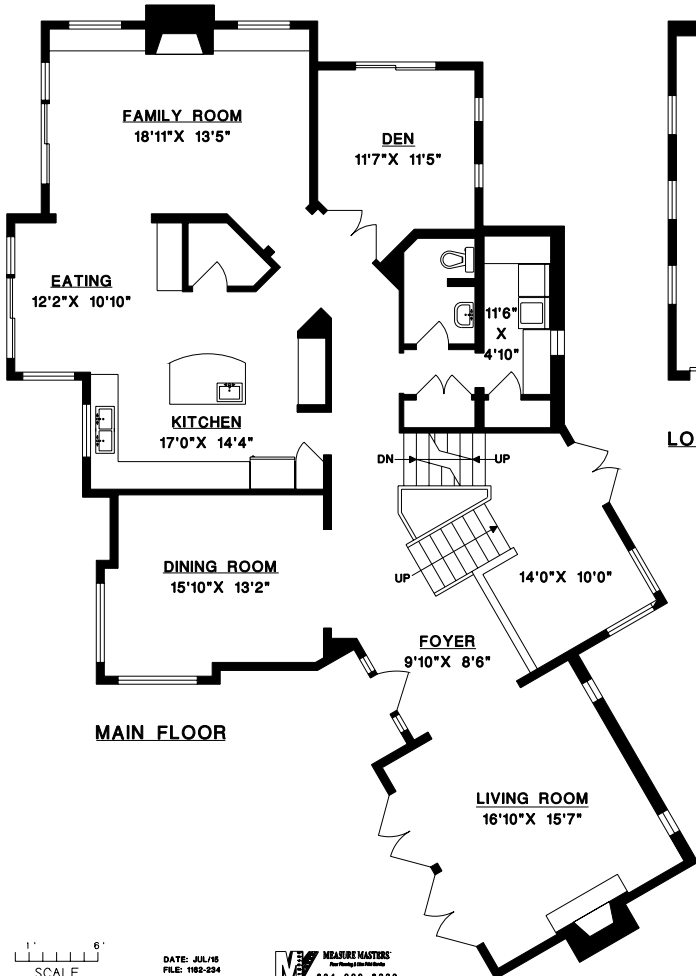 FAMILY ROOM
18'11"X 13'5"
DEN
11'7"X 11'5"
EATING
12'2"X 10'10"
11'6"
X
4'10"
KITCHEN
17'0"X 14'4"
LO
DN
UP
DINING ROOM
15'10"X 13'2"
UP
14'0"X 10'0"
FOYER
9'10"X 8'6"
MAIN FLOOR
LIVING ROOM
16'10"X 15'7"
1' 6'
SCALE
DATE: JUL/15
FILE: 1162-234
MEASURE MASTERS